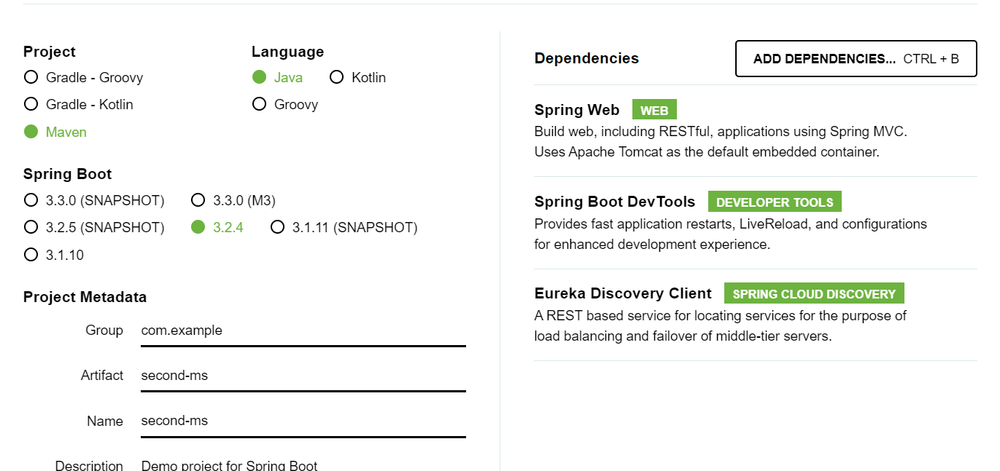 Project
Gradle - Groovy
Gradle - Kotlin
Maven
Language
Java Kotlin
Groovy
Spring Boot
3.3.0 (SNAPSHOT) 3.3.0 (M3)
3.2.5 (SNAPSHOT) 3.2.4 3.1.11 (SNAPSHOT)
3.1.10
Project Metadata
Group com.example
Artifact second-ms
Name second-ms
Description Demo project for Spring Boot
Dependencies ADD DEPENDENCIES... CTRL + B
Spring Web WEB
Build web, including RESTful, applications using Spring MVC.
Uses Apache Tomcat as the default embedded container.
Spring Boot DevTools DEVELOPER TOOLS
Provides fast application restarts, LiveReload, and configurations
for enhanced development experience.
Eureka Discovery Client SPRING CLOUD DISCOVERY
A REST based service for locating services for the purpose of
load balancing and failover of middle-tier servers.